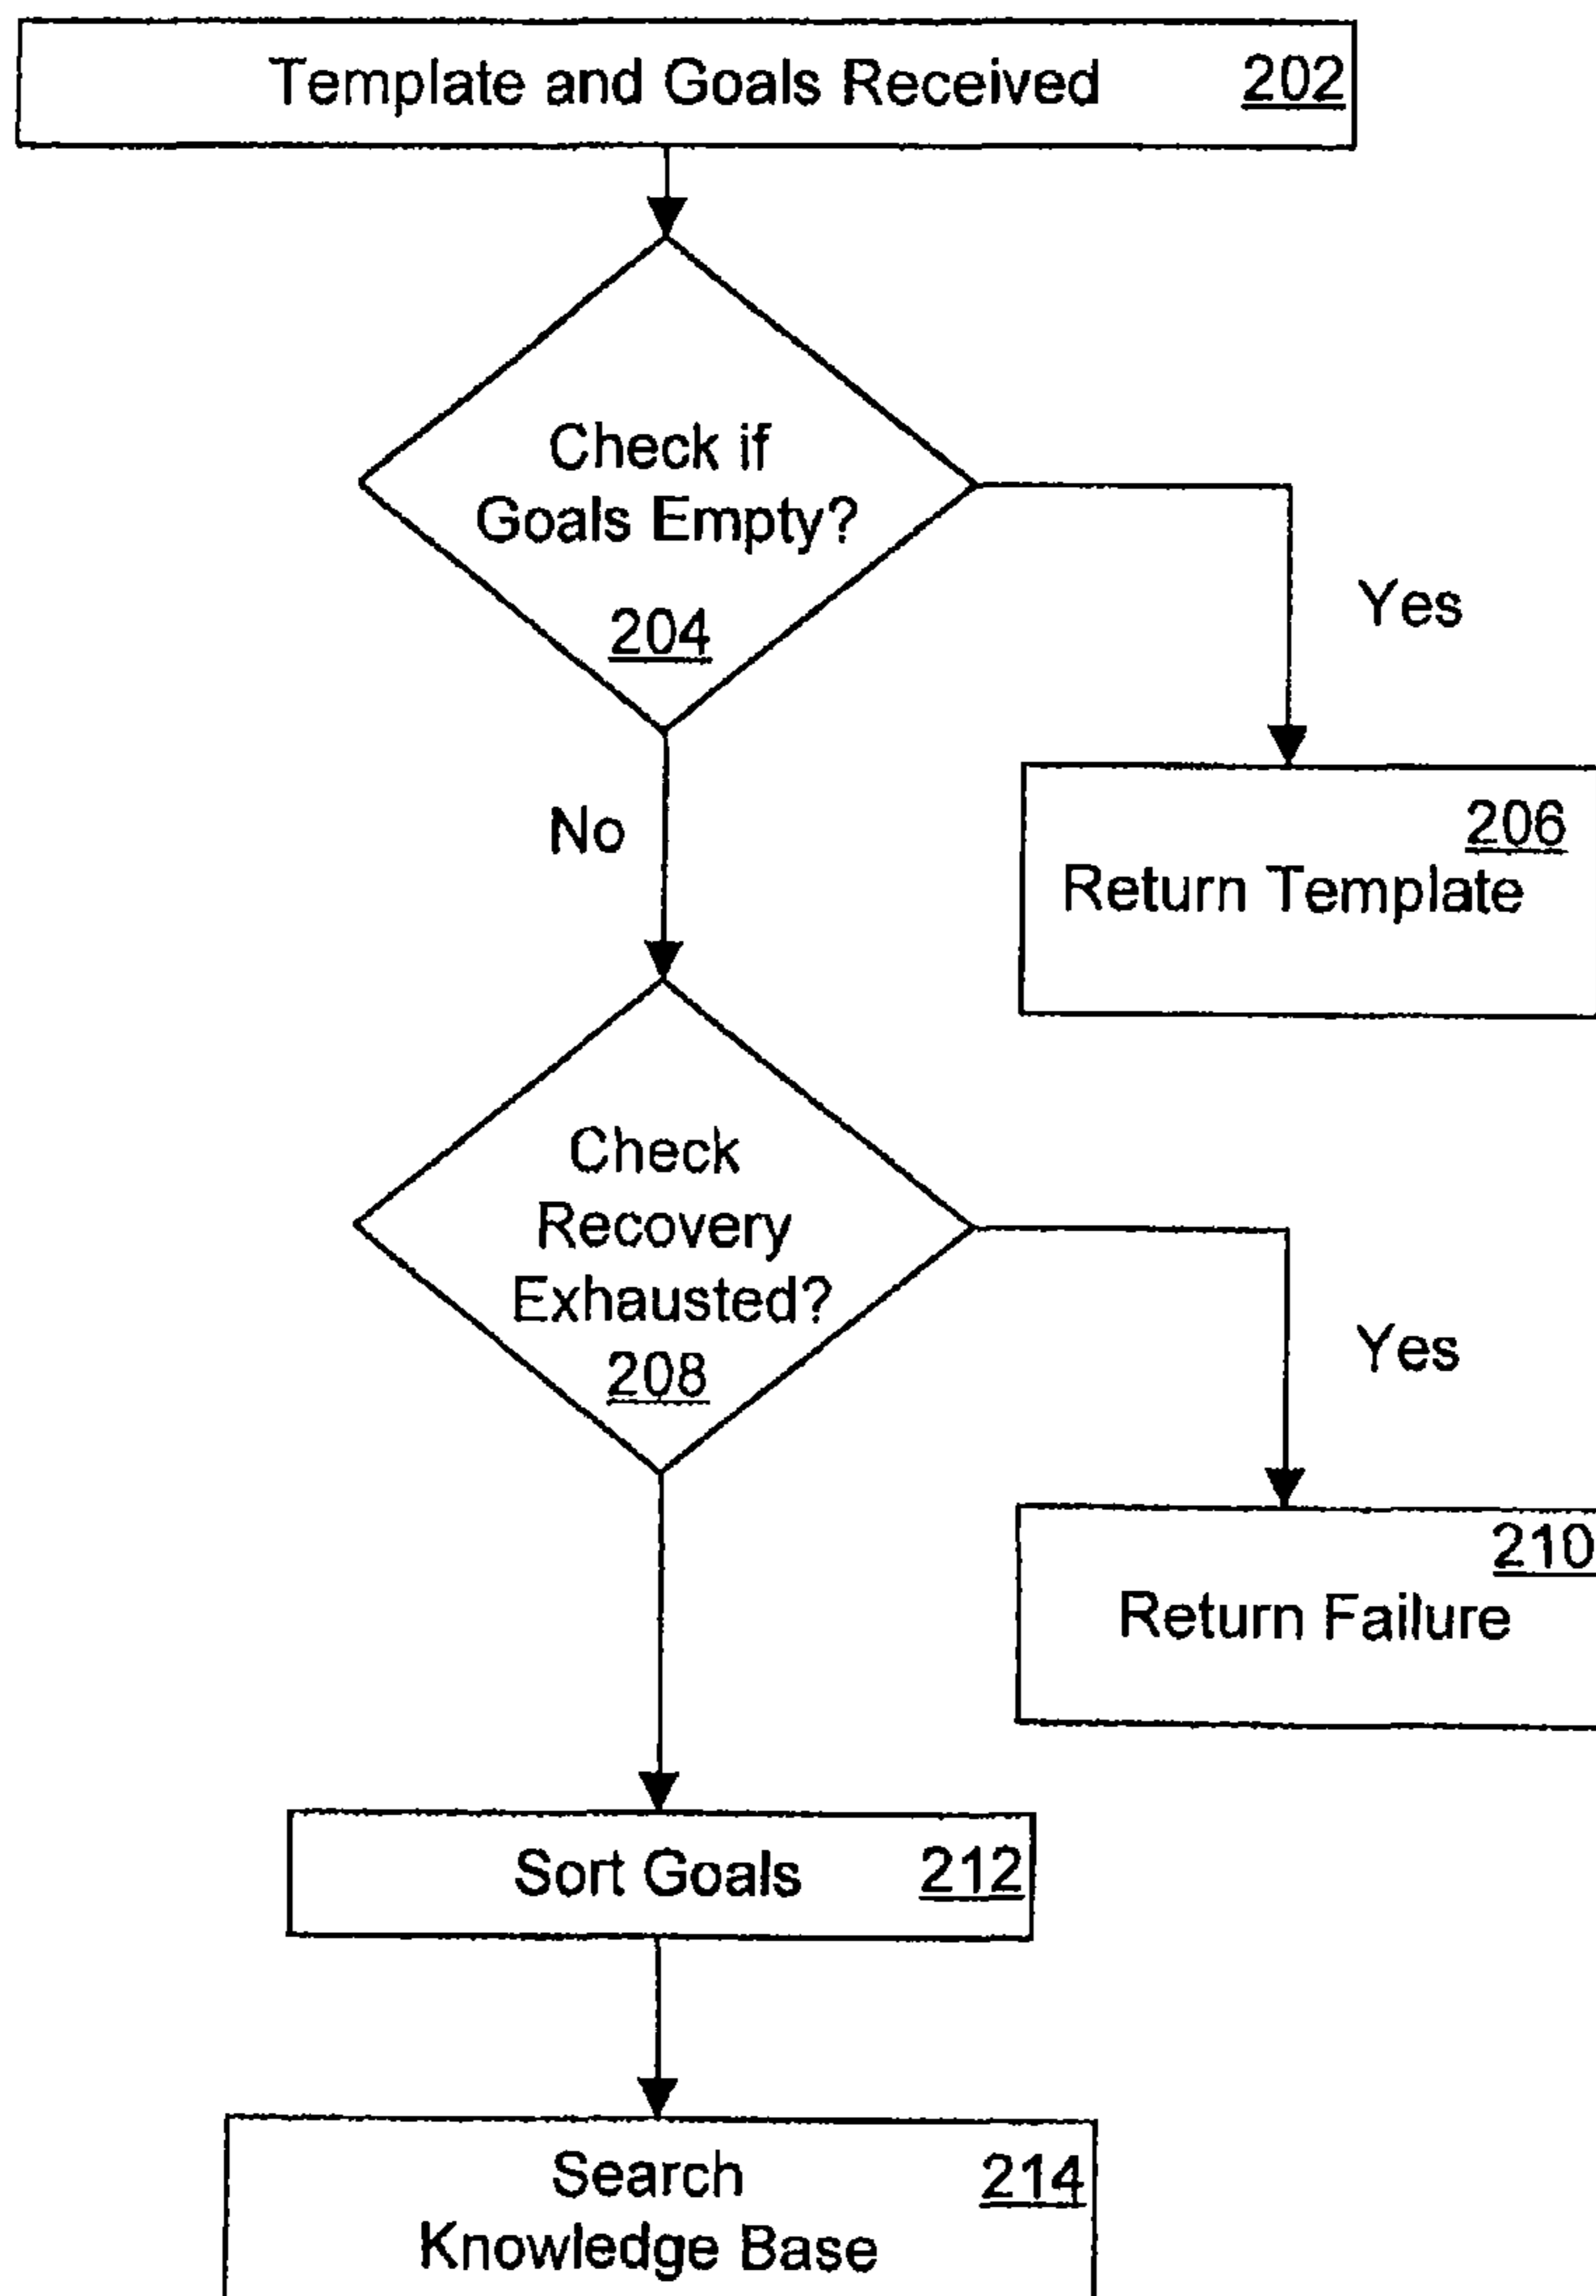 Template and Goals Received 202
Check if
Goals Empty?
204
Yes
No
206
Return Template
Check
Recovery
Exhausted?
208
Yes
210
Return Failure
Sort Goals 212
Search 214
Knowledge Base